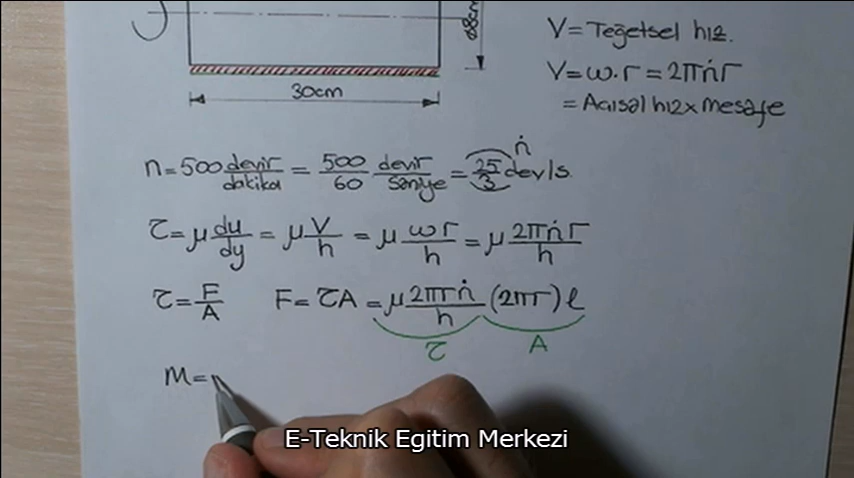 V = Teğetsel hız.
V = ω.r = 2πṅr
= Açısal hız x mesafe
30cm
n = 500 devir/dakika = 500/60 devir/saniye = 25/3 dev/s.
ṅ
τ = μ du/dy = μ V/h = μ ωr/h = μ 2πṅr/h
τ = F/A F = τA = μ 2πrṅ/h (2πr) ℓ
τ A
M =
E-Teknik Egitim Merkezi